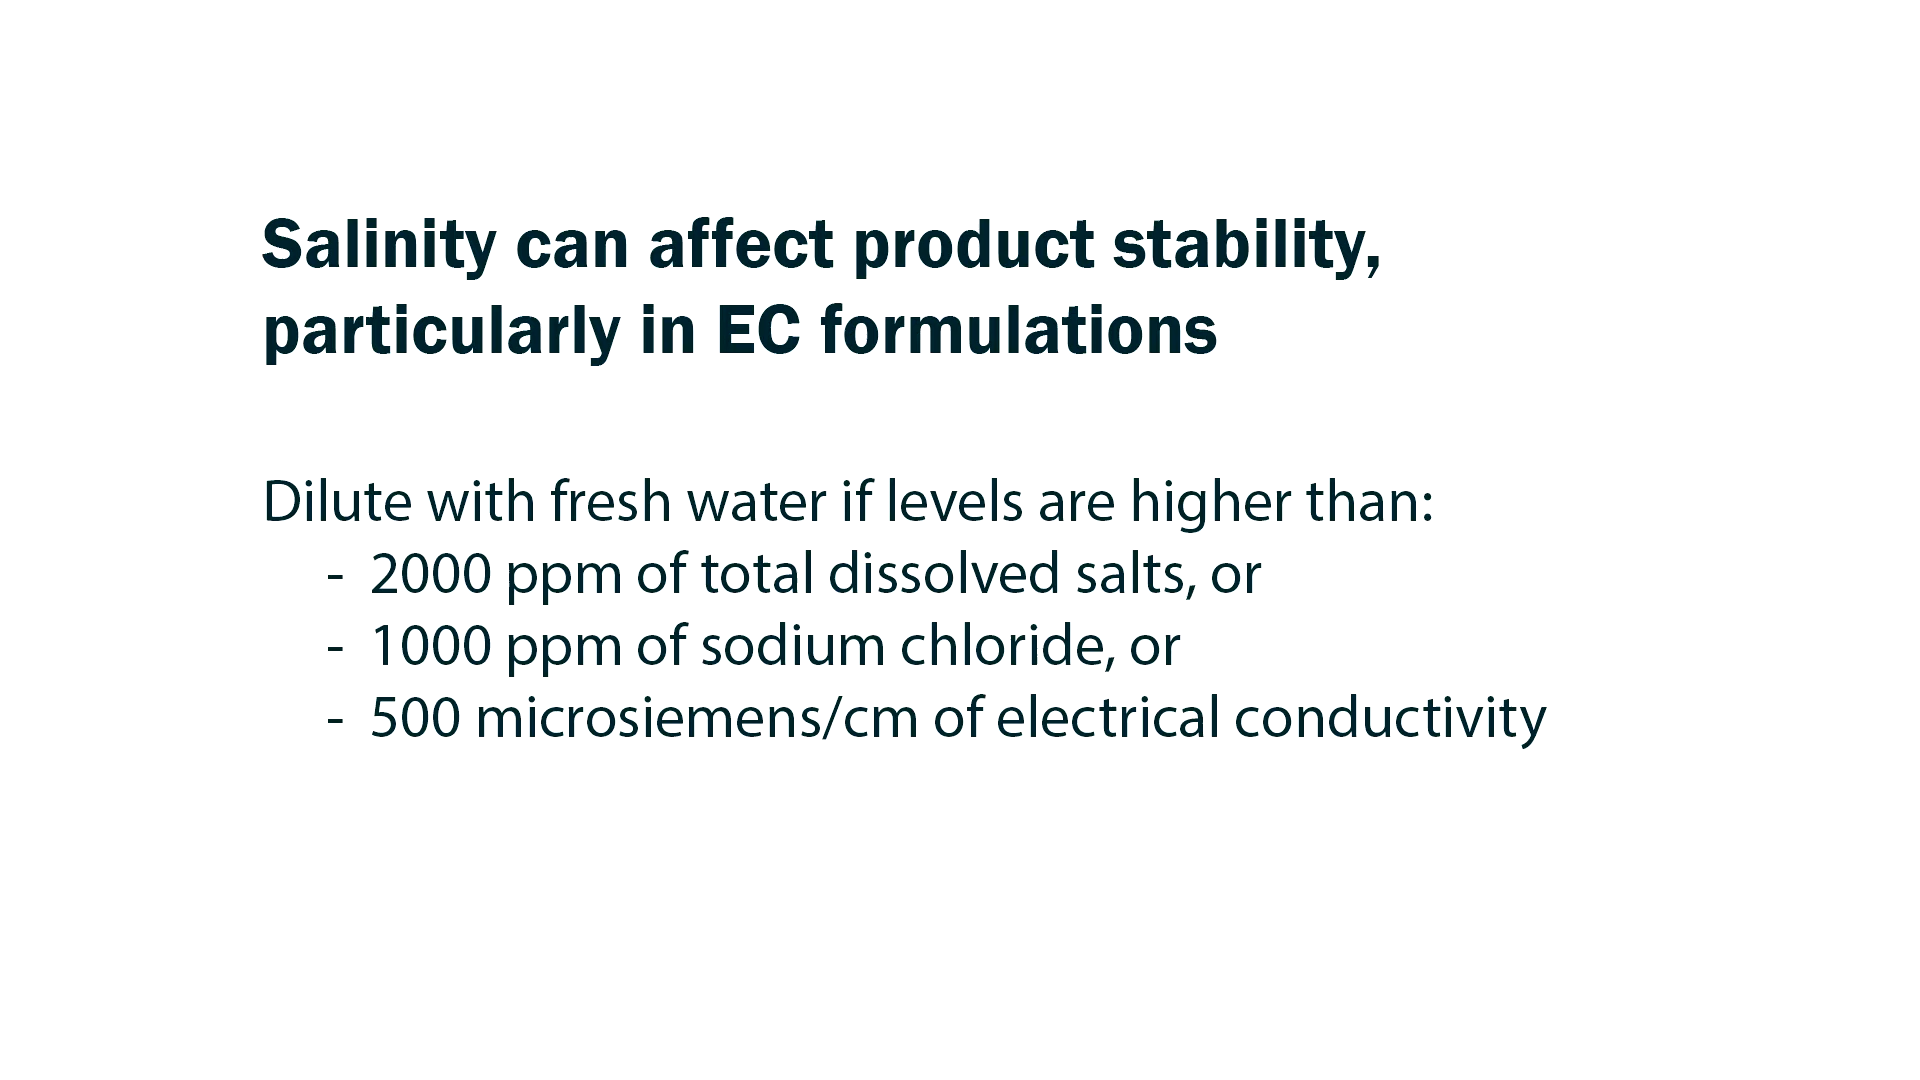 Salinity can affect product stability,
particularly in EC formulations
Dilute with fresh water if levels are higher than:
- 2000 ppm of total dissolved salts, or
- 1000 ppm of sodium chloride, or
- 500 microsiemens/cm of electrical conductivity